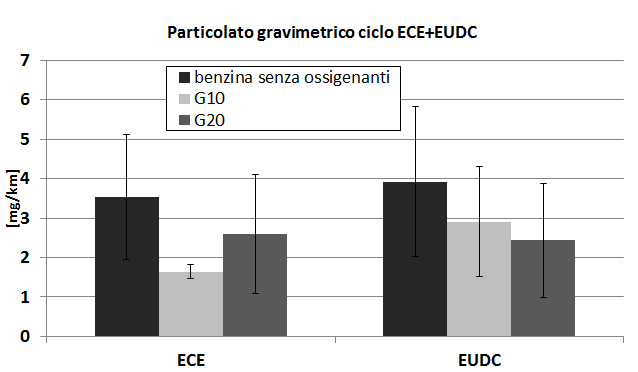 Particolato gravimetrico ciclo ECE+EUDC
7
6
5
4
3
2
1
0
[mg/km]
benzina senza ossigenanti
G10
G20
ECE
EUDC